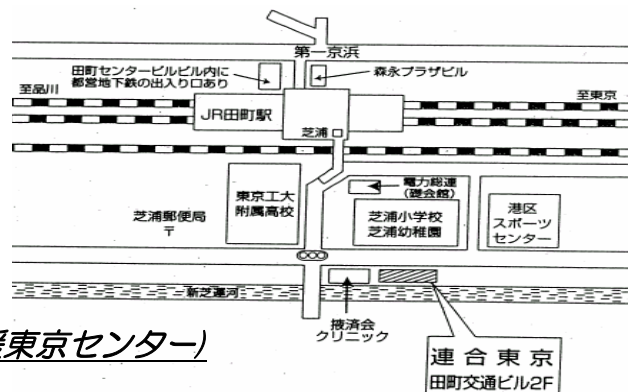 第一京浜
田町センタービルビル内に
都営地下鉄の出入り口あり
森永プラザビル
至品川
至東京
JR田町駅
芝浦
東京工大
附属高校
電力総連
(礎会館)
芝浦郵便局
〒
芝浦小学校
芝浦幼稚園
港区
スポーツ
センター
新芝運河
掖済会
クリニック
東京センター)
連合東京
田町交通ビル2F